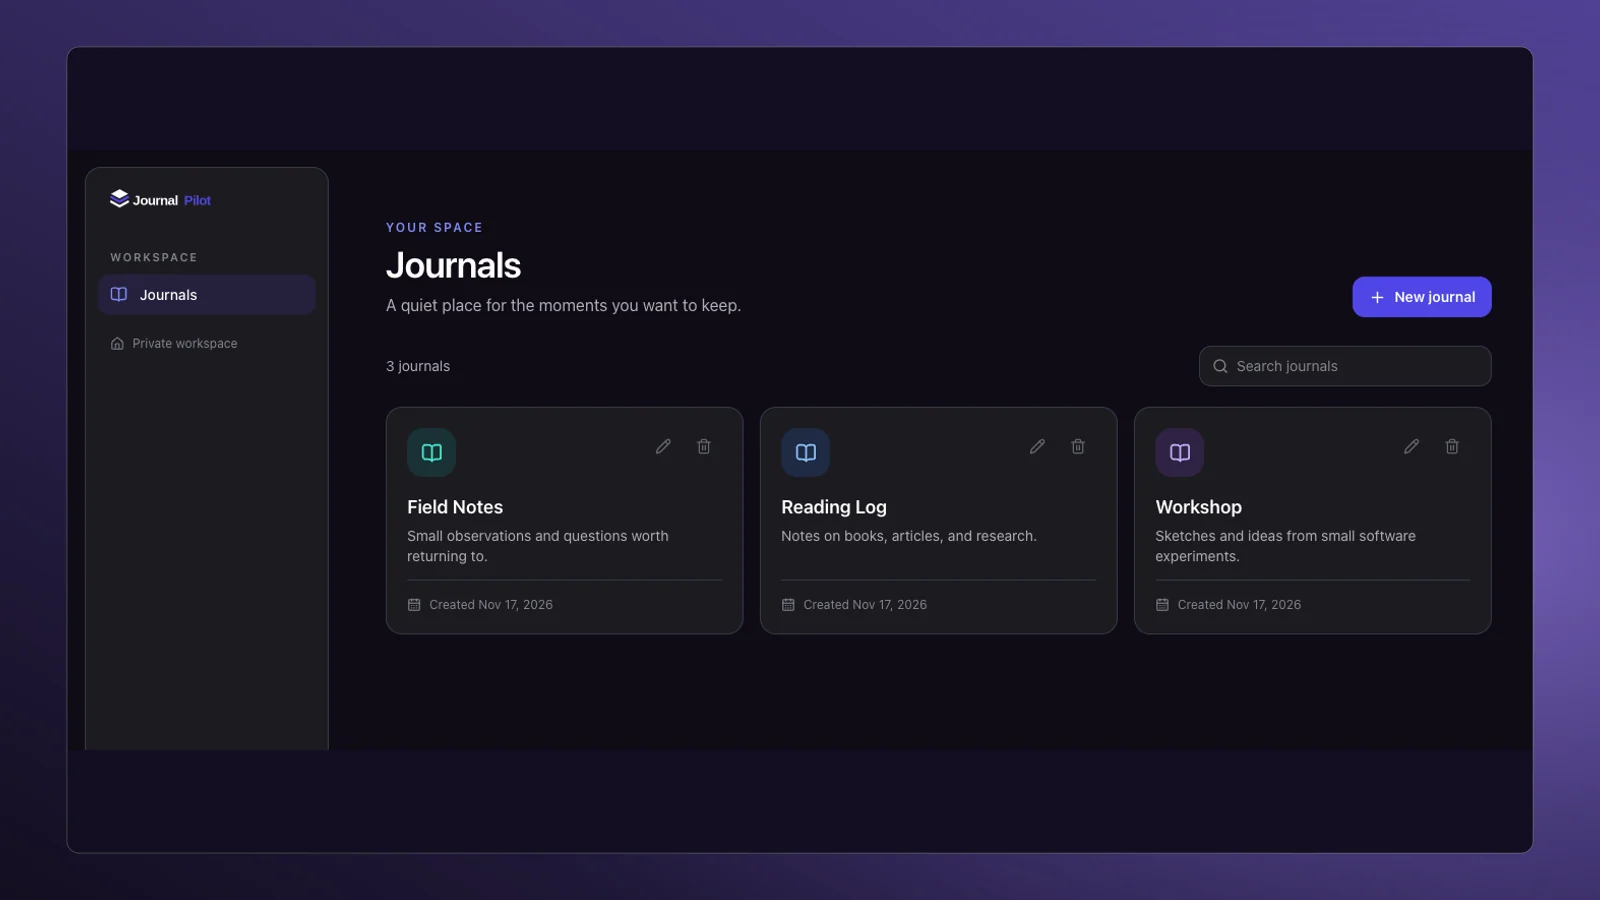 Journal Pilot
WORKSPACE
Journals
Private workspace
YOUR SPACE
Journals
A quiet place for the moments you want to keep.
New journal
3 journals
Search journals
Field Notes
Small observations and questions worth
returning to.
Created Nov 17, 2026
Reading Log
Notes on books, articles, and research.
Created Nov 17, 2026
Workshop
Sketches and ideas from small software
experiments.
Created Nov 17, 2026